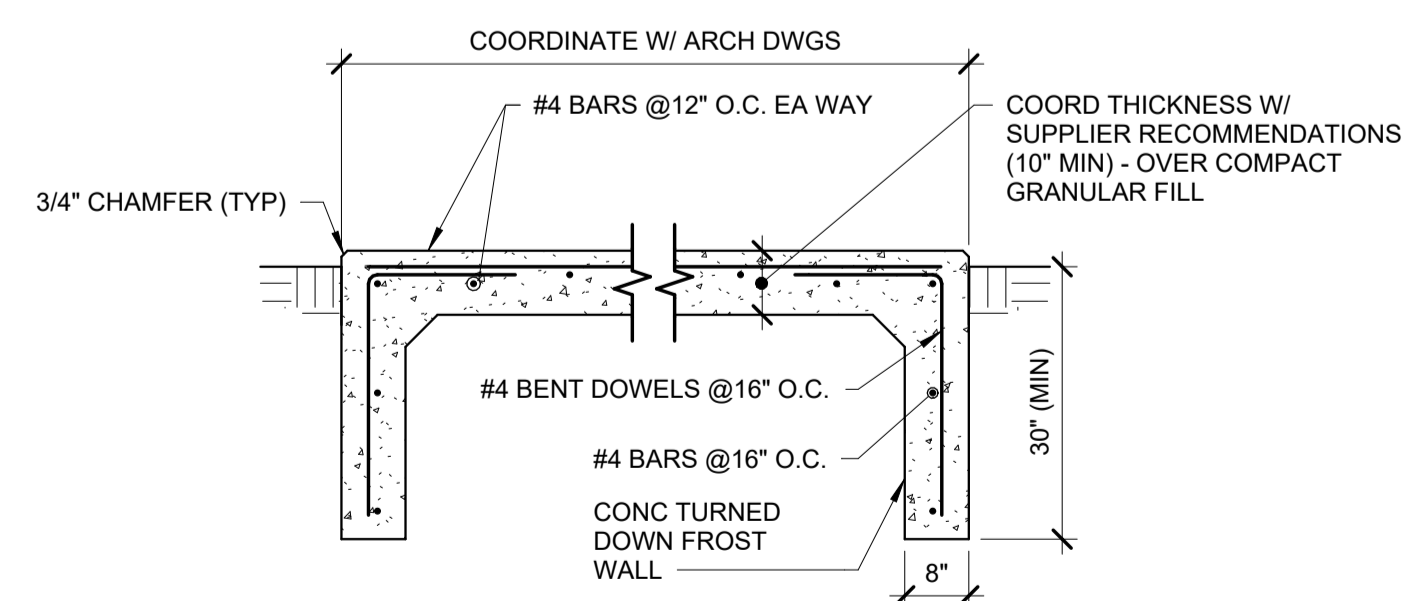 COORDINATE W/ ARCH DWGS
#4 BARS @12" O.C. EA WAY
COORD THICKNESS W/
SUPPLIER RECOMMENDATIONS
(10" MIN) - OVER COMPACT
GRANULAR FILL
3/4" CHAMFER (TYP)
#4 BENT DOWELS @16" O.C.
30" (MIN)
#4 BARS @16" O.C.
CONC TURNED
DOWN FROST
WALL
8"